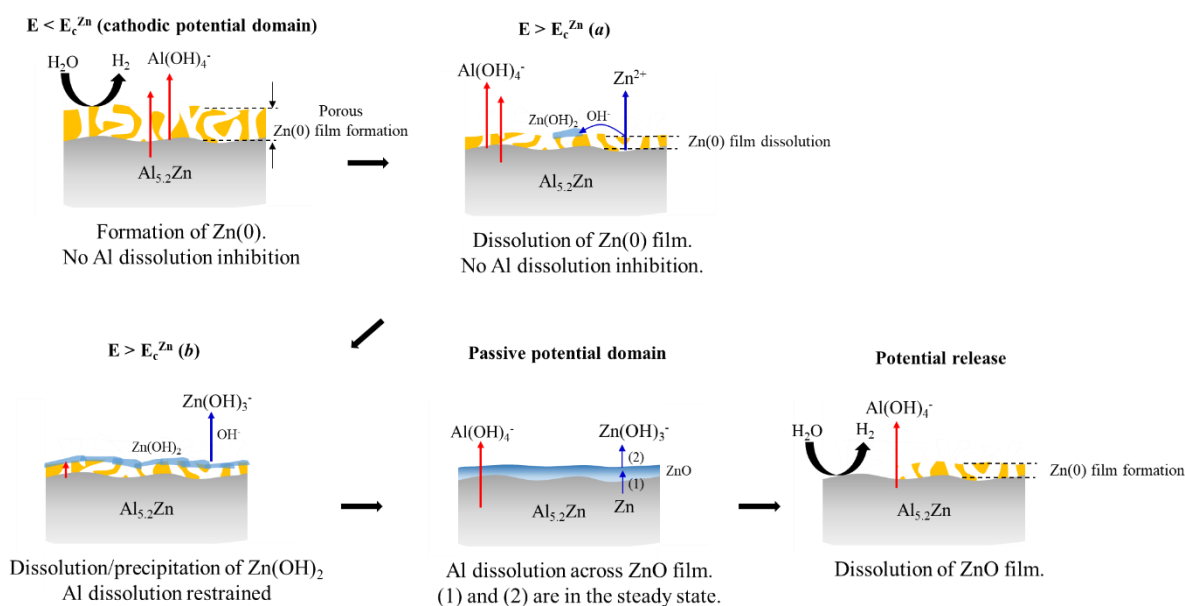 E < E_c^Zn (cathodic potential domain)
H₂O
H₂
Al(OH)₄⁻
Porous
Zn(0) film formation
Al₅.₂Zn
Formation of Zn(0).
No Al dissolution inhibition
E > E_c^Zn (a)
Al(OH)₄⁻
Zn²⁺
Zn(OH)₂
OH⁻
Zn(0) film dissolution
Al₅.₂Zn
Dissolution of Zn(0) film.
No Al dissolution inhibition.
E > E_c^Zn (b)
Zn(OH)₃⁻
Zn(OH)₂
OH⁻
Al₅.₂Zn
Dissolution/precipitation of Zn(OH)₂
Al dissolution restrained
Passive potential domain
Al(OH)₄⁻
Zn(OH)₃⁻
(2)
ZnO
(1)
Al₅.₂Zn
Zn
Al dissolution across ZnO film.
(1) and (2) are in the steady state.
Potential release
Al(OH)₄⁻
H₂O
H₂
Zn(0) film formation
Al₅.₂Zn
Dissolution of ZnO film.